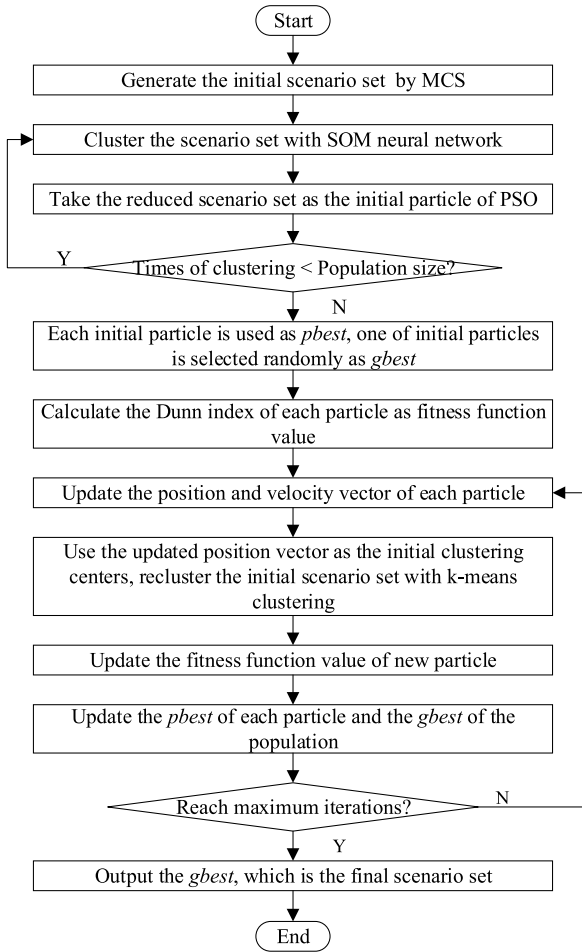 Start
Generate the initial scenario set by MCS
Cluster the scenario set with SOM neural network
Take the reduced scenario set as the initial particle of PSO
Y
Times of clustering < Population size?
N
Each initial particle is used as pbest, one of initial particles
is selected randomly as gbest
Calculate the Dunn index of each particle as fitness function
value
Update the position and velocity vector of each particle
Use the updated position vector as the initial clustering
centers, recluster the initial scenario set with k-means
clustering
Update the fitness function value of new particle
Update the pbest of each particle and the gbest of the
population
Reach maximum iterations?
N
Y
Output the gbest, which is the final scenario set
End